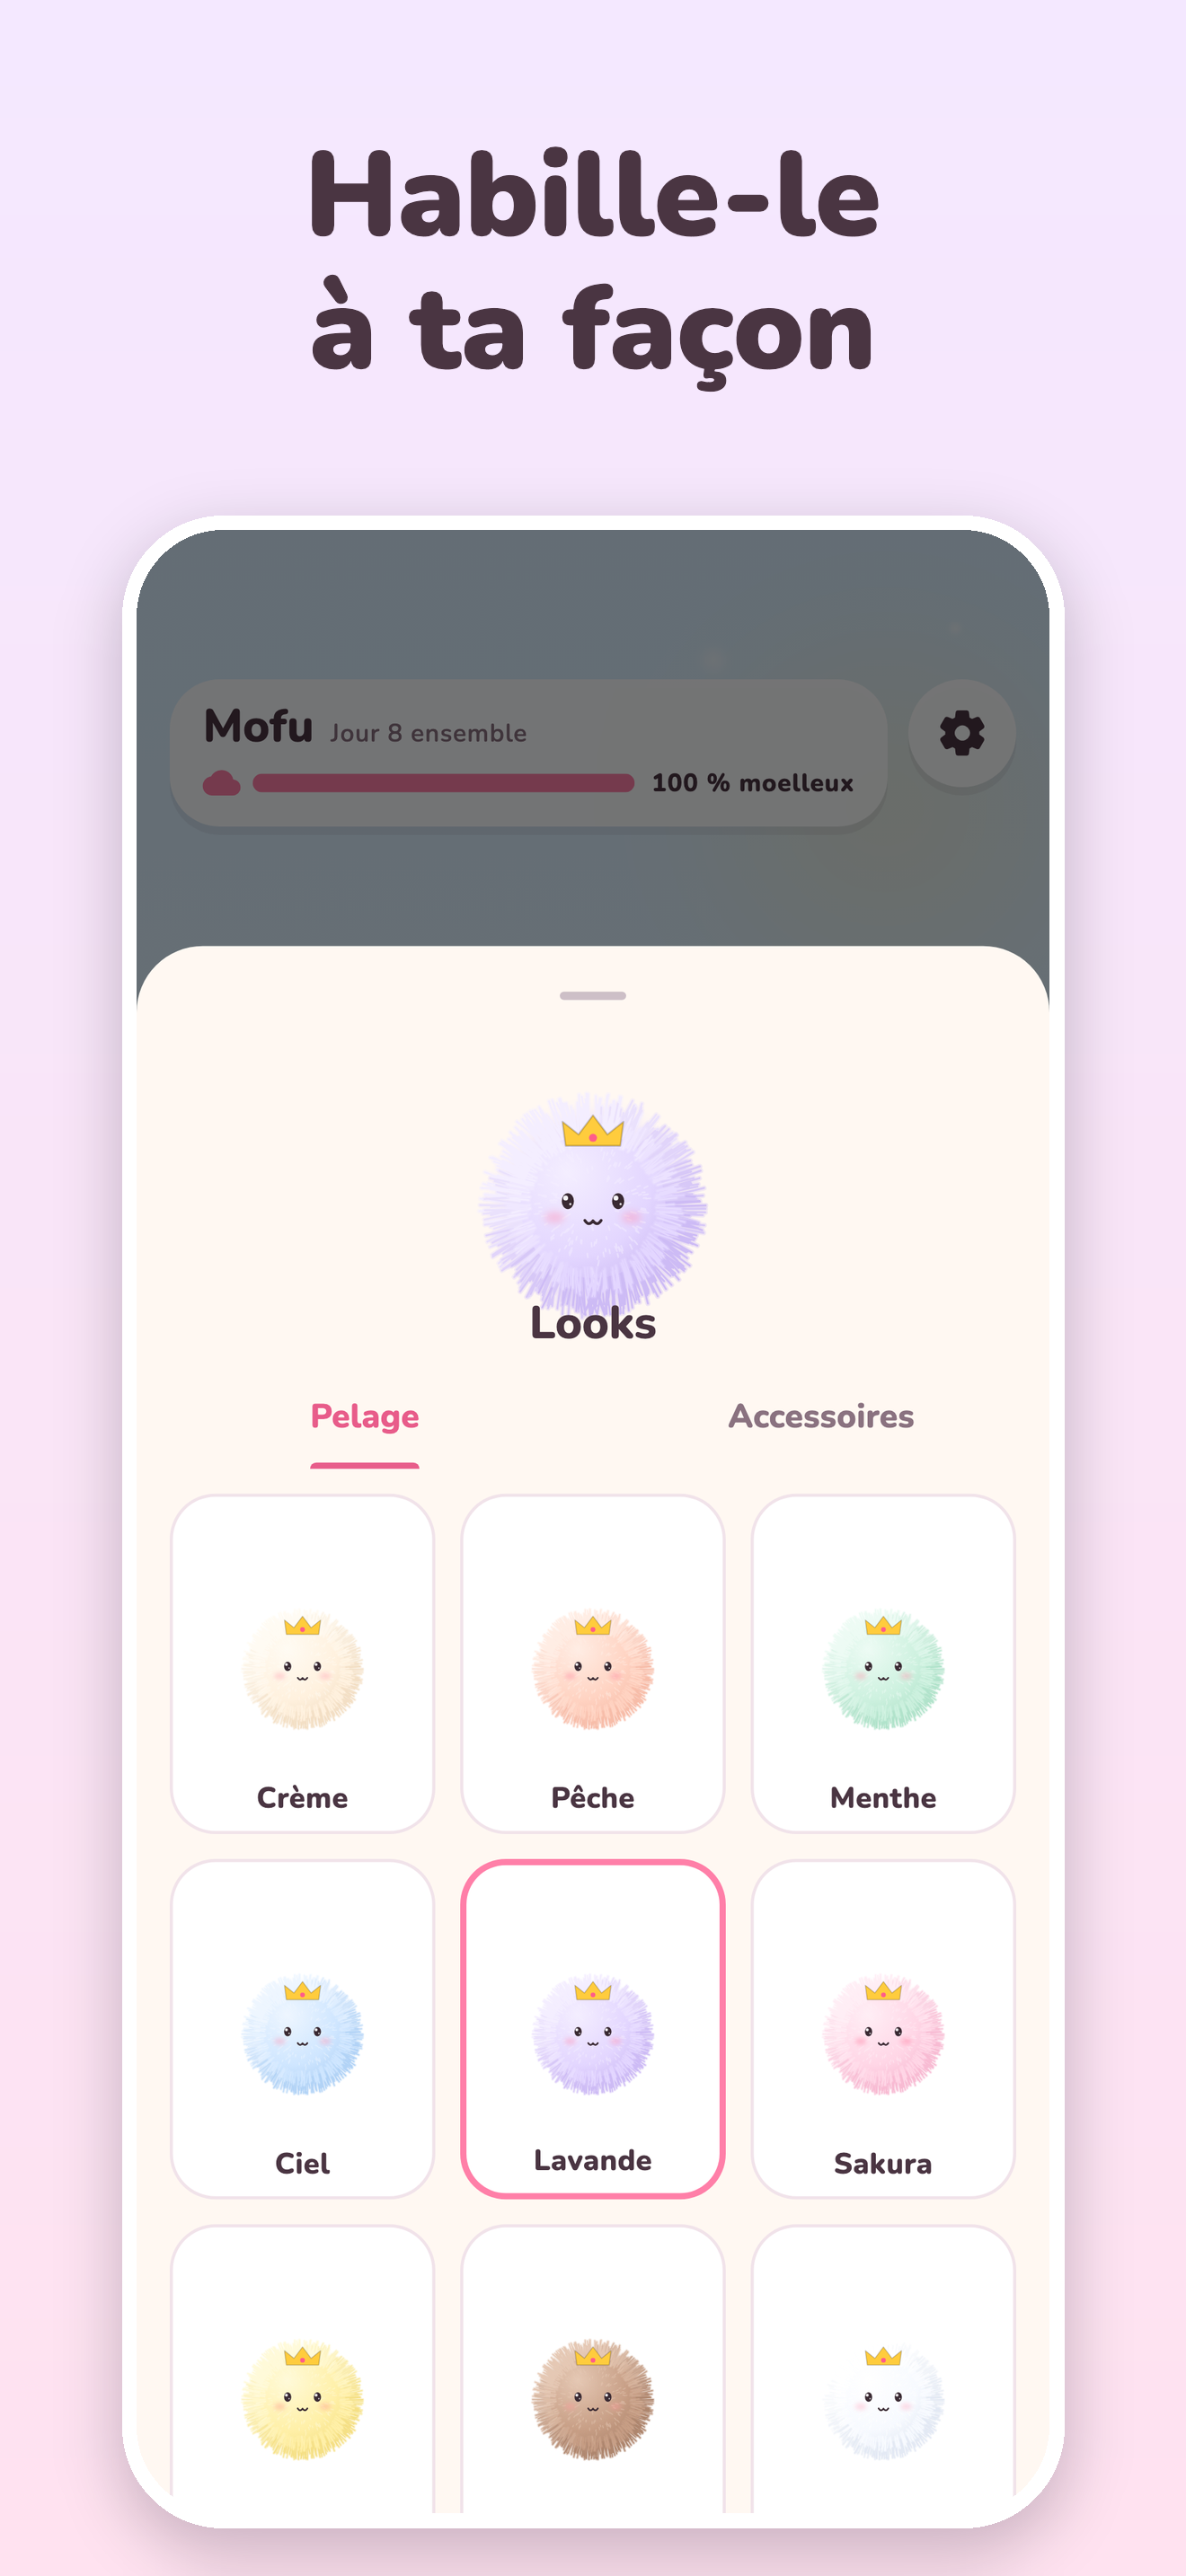 Habille-le
à ta façon
Mofu Jour 8 ensemble
100 % moelleux
Looks
Pelage Accessoires
Crème Pêche Menthe
Ciel Lavande Sakura